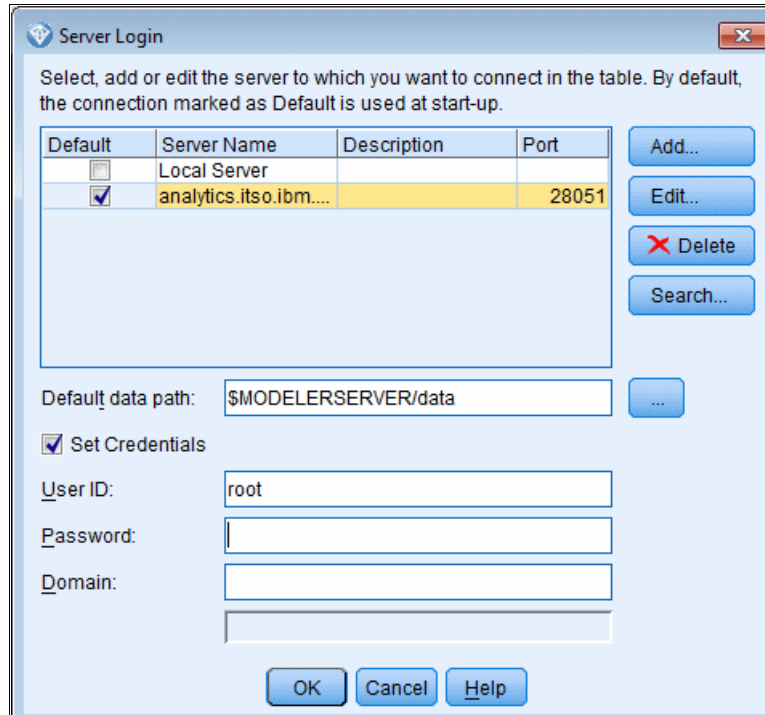 Server Login
Select, add or edit the server to which you want to connect in the table. By default,
the connection marked as Default is used at start-up.
Default Server Name Description Port
Local Server
analytics.itso.ibm.... 28051
Add...
Edit...
Delete
Search...
Default data path: $MODELERSERVER/data ...
Set Credentials
User ID: root
Password:
Domain:
OK Cancel Help